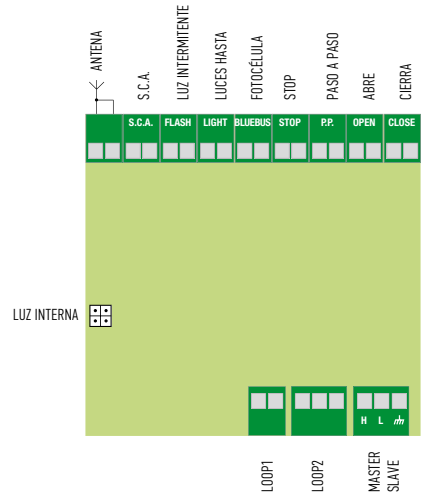 ANTENA
S.C.A.
LUZ INTERMITENTE
LUCES HASTA
FOTOCÉLULA
STOP
PASO A PASO
ABRE
CIERRA
S.C.A.
FLASH
LIGHT
BLUEBUS
STOP
P.P.
OPEN
CLOSE
LUZ INTERNA
H
L
LOOP1
LOOP2
MASTER
SLAVE